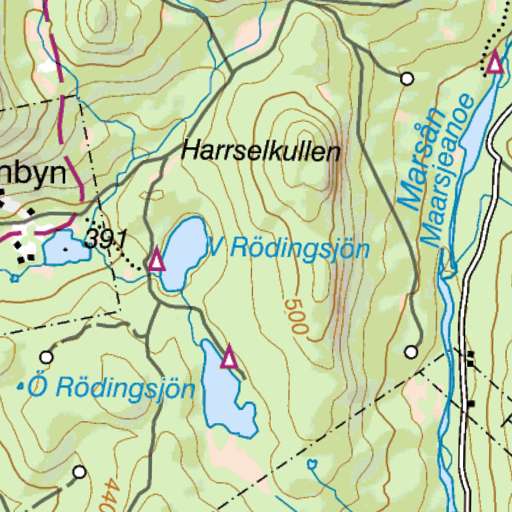 Harrselkullen
Marsån
Maarsjeanoe
nbyn
391
V Rödingsjön
500
Ö Rödingsjön
440